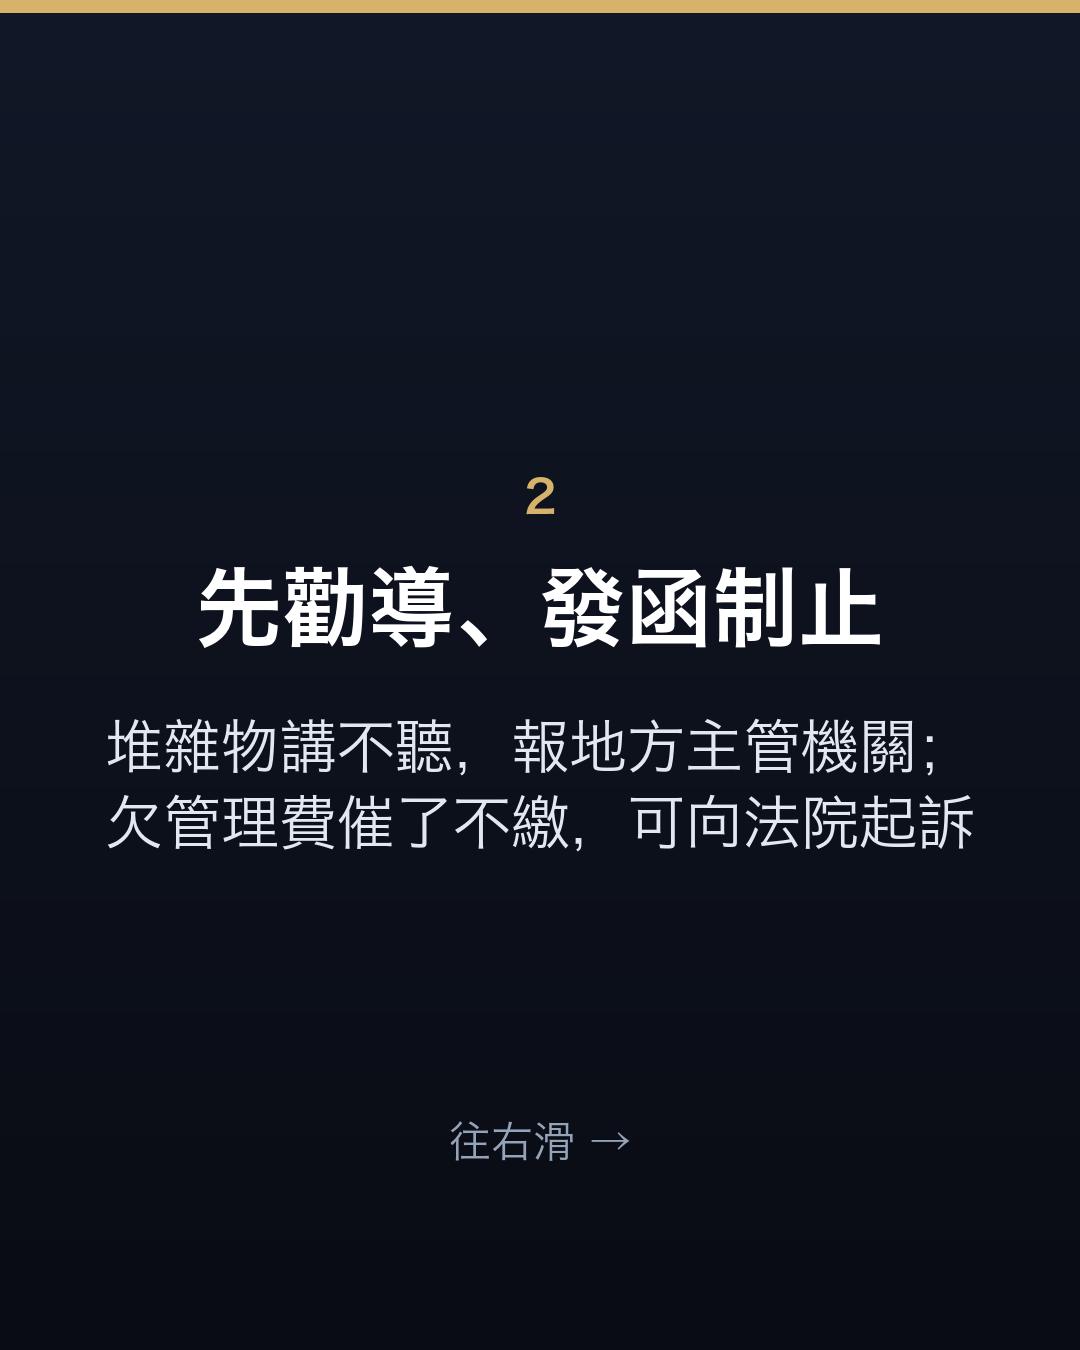 2
先勸導、發函制止
堆雜物講不聽，報地方主管機關；
欠管理費催了不繳，可向法院起訴
往右滑 →